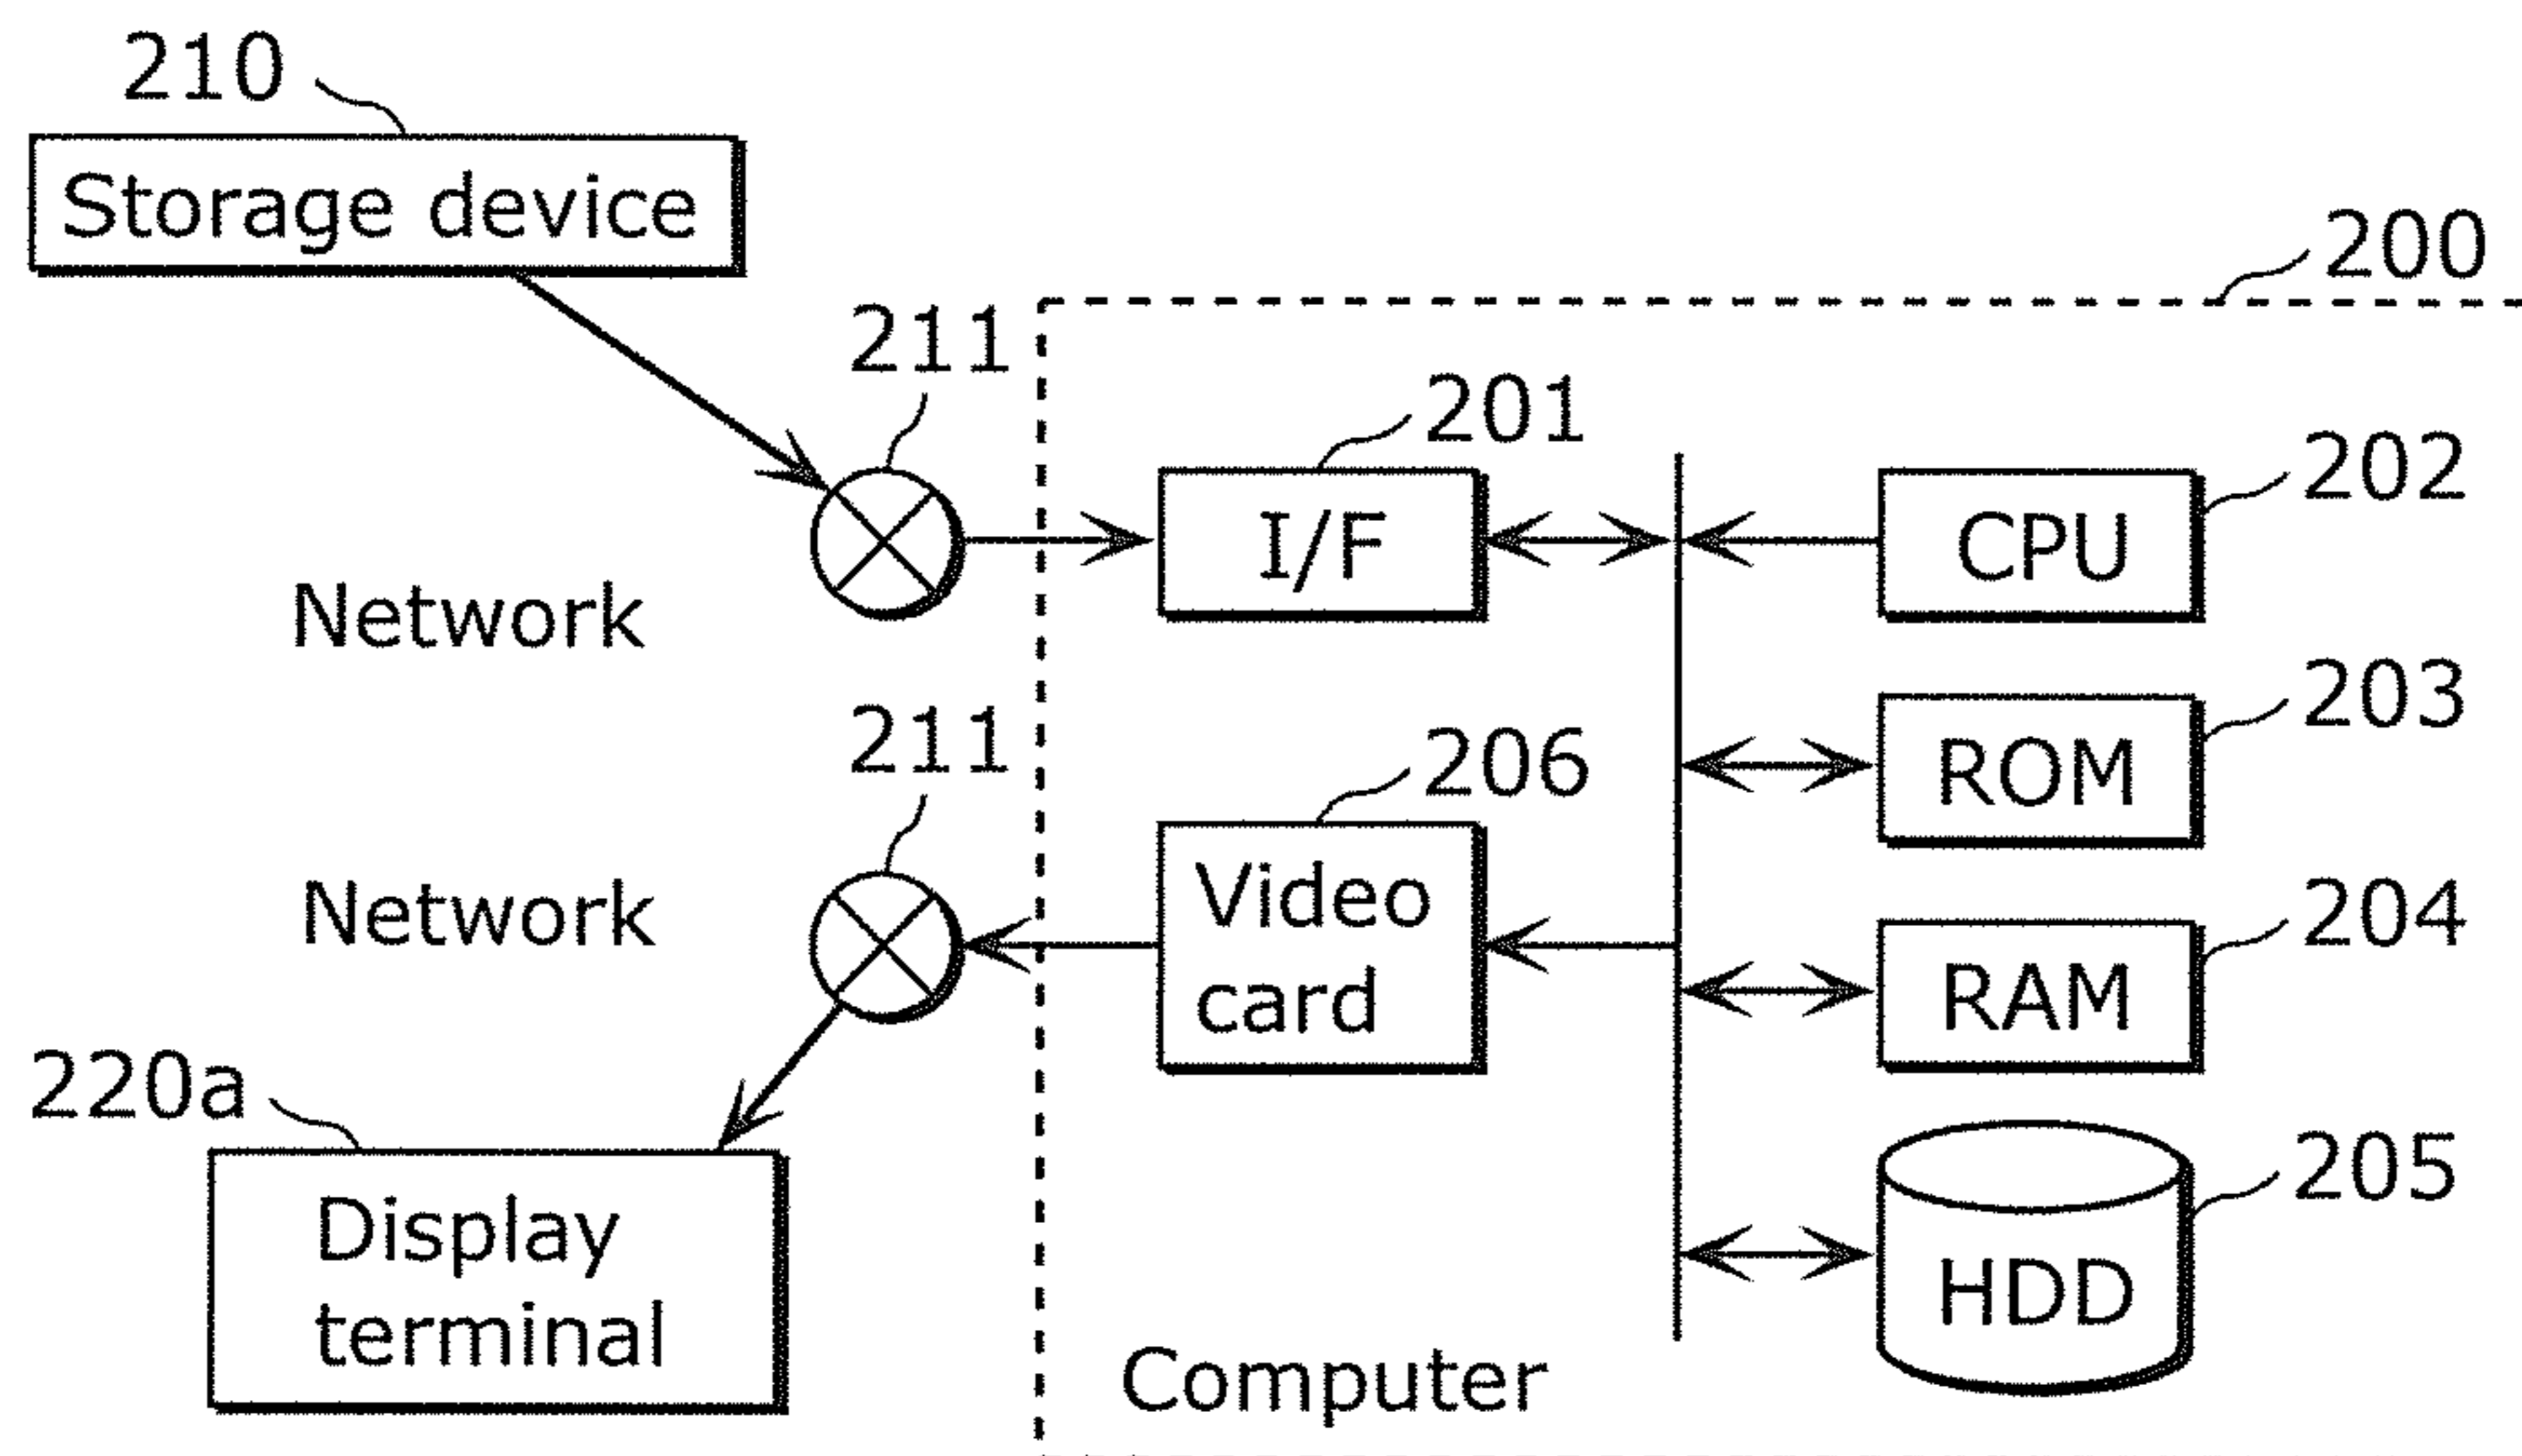 210
Storage device
200
211
201
202
I/F
CPU
Network
203
211
206
ROM
Network
Video
card
204
RAM
220a
Display
terminal
205
HDD
Computer